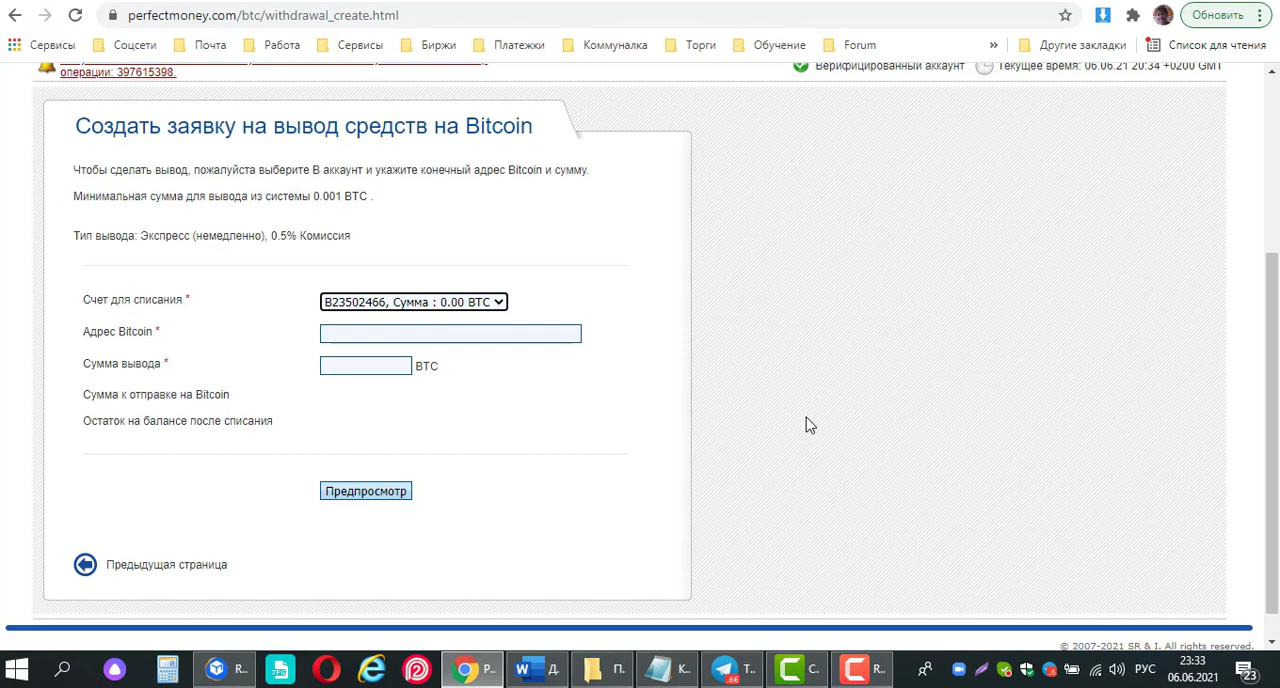 perfectmoney.com/btc/withdrawal_create.html
Обновить
Сервисы Соцсети Почта Работа Сервисы Биржи Платежки Коммуналка Торги Обучение Forum » Другие закладки Список для чтения
операции: 397615398.
Верифицированный аккаунт Текущее время: 06.06.21 20:34 +0200 GMT
Создать заявку на вывод средств на Bitcoin
Чтобы сделать вывод, пожалуйста выберите B аккаунт и укажите конечный адрес Bitcoin и сумму.
Минимальная сумма для вывода из системы 0.001 BTC .
Тип вывода: Экспресс (немедленно), 0.5% Комиссия
Счет для списания * B23502466, Сумма : 0.00 BTC
Адрес Bitcoin *
Сумма вывода * BTC
Сумма к отправке на Bitcoin
Остаток на балансе после списания
Предпросмотр
Предыдущая страница
© 2007-2021 SR & I. All rights reserved.
R.. P.. Д. П. К.. 66 Т.. C.. R.. РУС 23:33
06.06.2021 23